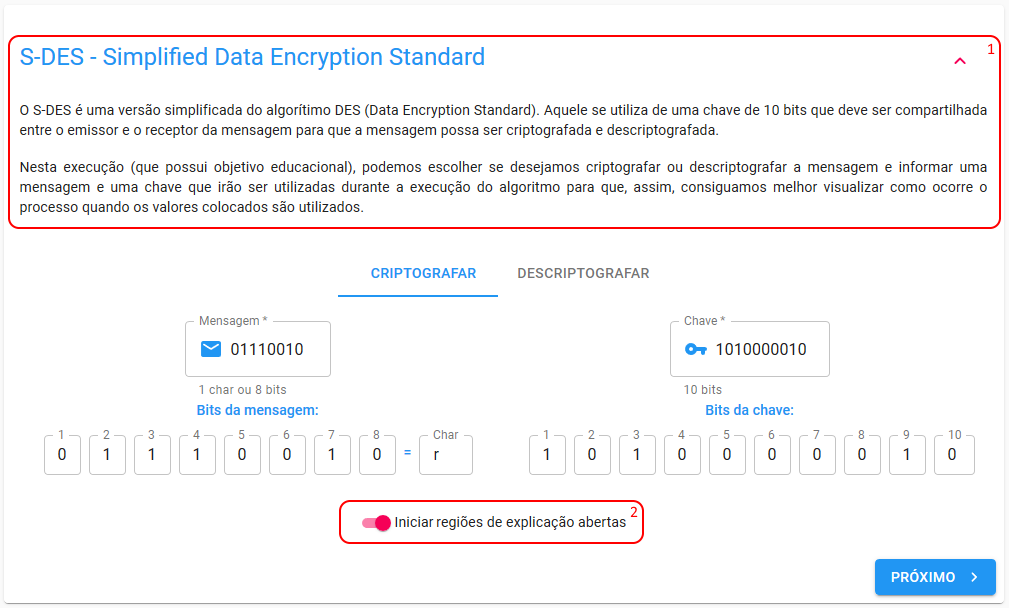 1
S-DES - Simplified Data Encryption Standard
O S-DES é uma versão simplificada do algorítimo DES (Data Encryption Standard). Aquele se utiliza de uma chave de 10 bits que deve ser compartilhada
entre o emissor e o receptor da mensagem para que a mensagem possa ser criptografada e descriptografada.
Nesta execução (que possui objetivo educacional), podemos escolher se desejamos criptografar ou descriptografar a mensagem e informar uma
mensagem e uma chave que irão ser utilizadas durante a execução do algoritmo para que, assim, consiguamos melhor visualizar como ocorre o
processo quando os valores colocados são utilizados.
CRIPTOGRAFAR DESCRIPTOGRAFAR
Mensagem * Chave *
01110010 1010000010
1 char ou 8 bits 10 bits
Bits da mensagem: Bits da chave:
1 2 3 4 5 6 7 8 Char 1 2 3 4 5 6 7 8 9 10
0 1 1 1 0 0 1 0 = r 1 0 1 0 0 0 0 0 1 0
2
Iniciar regiões de explicação abertas
PRÓXIMO